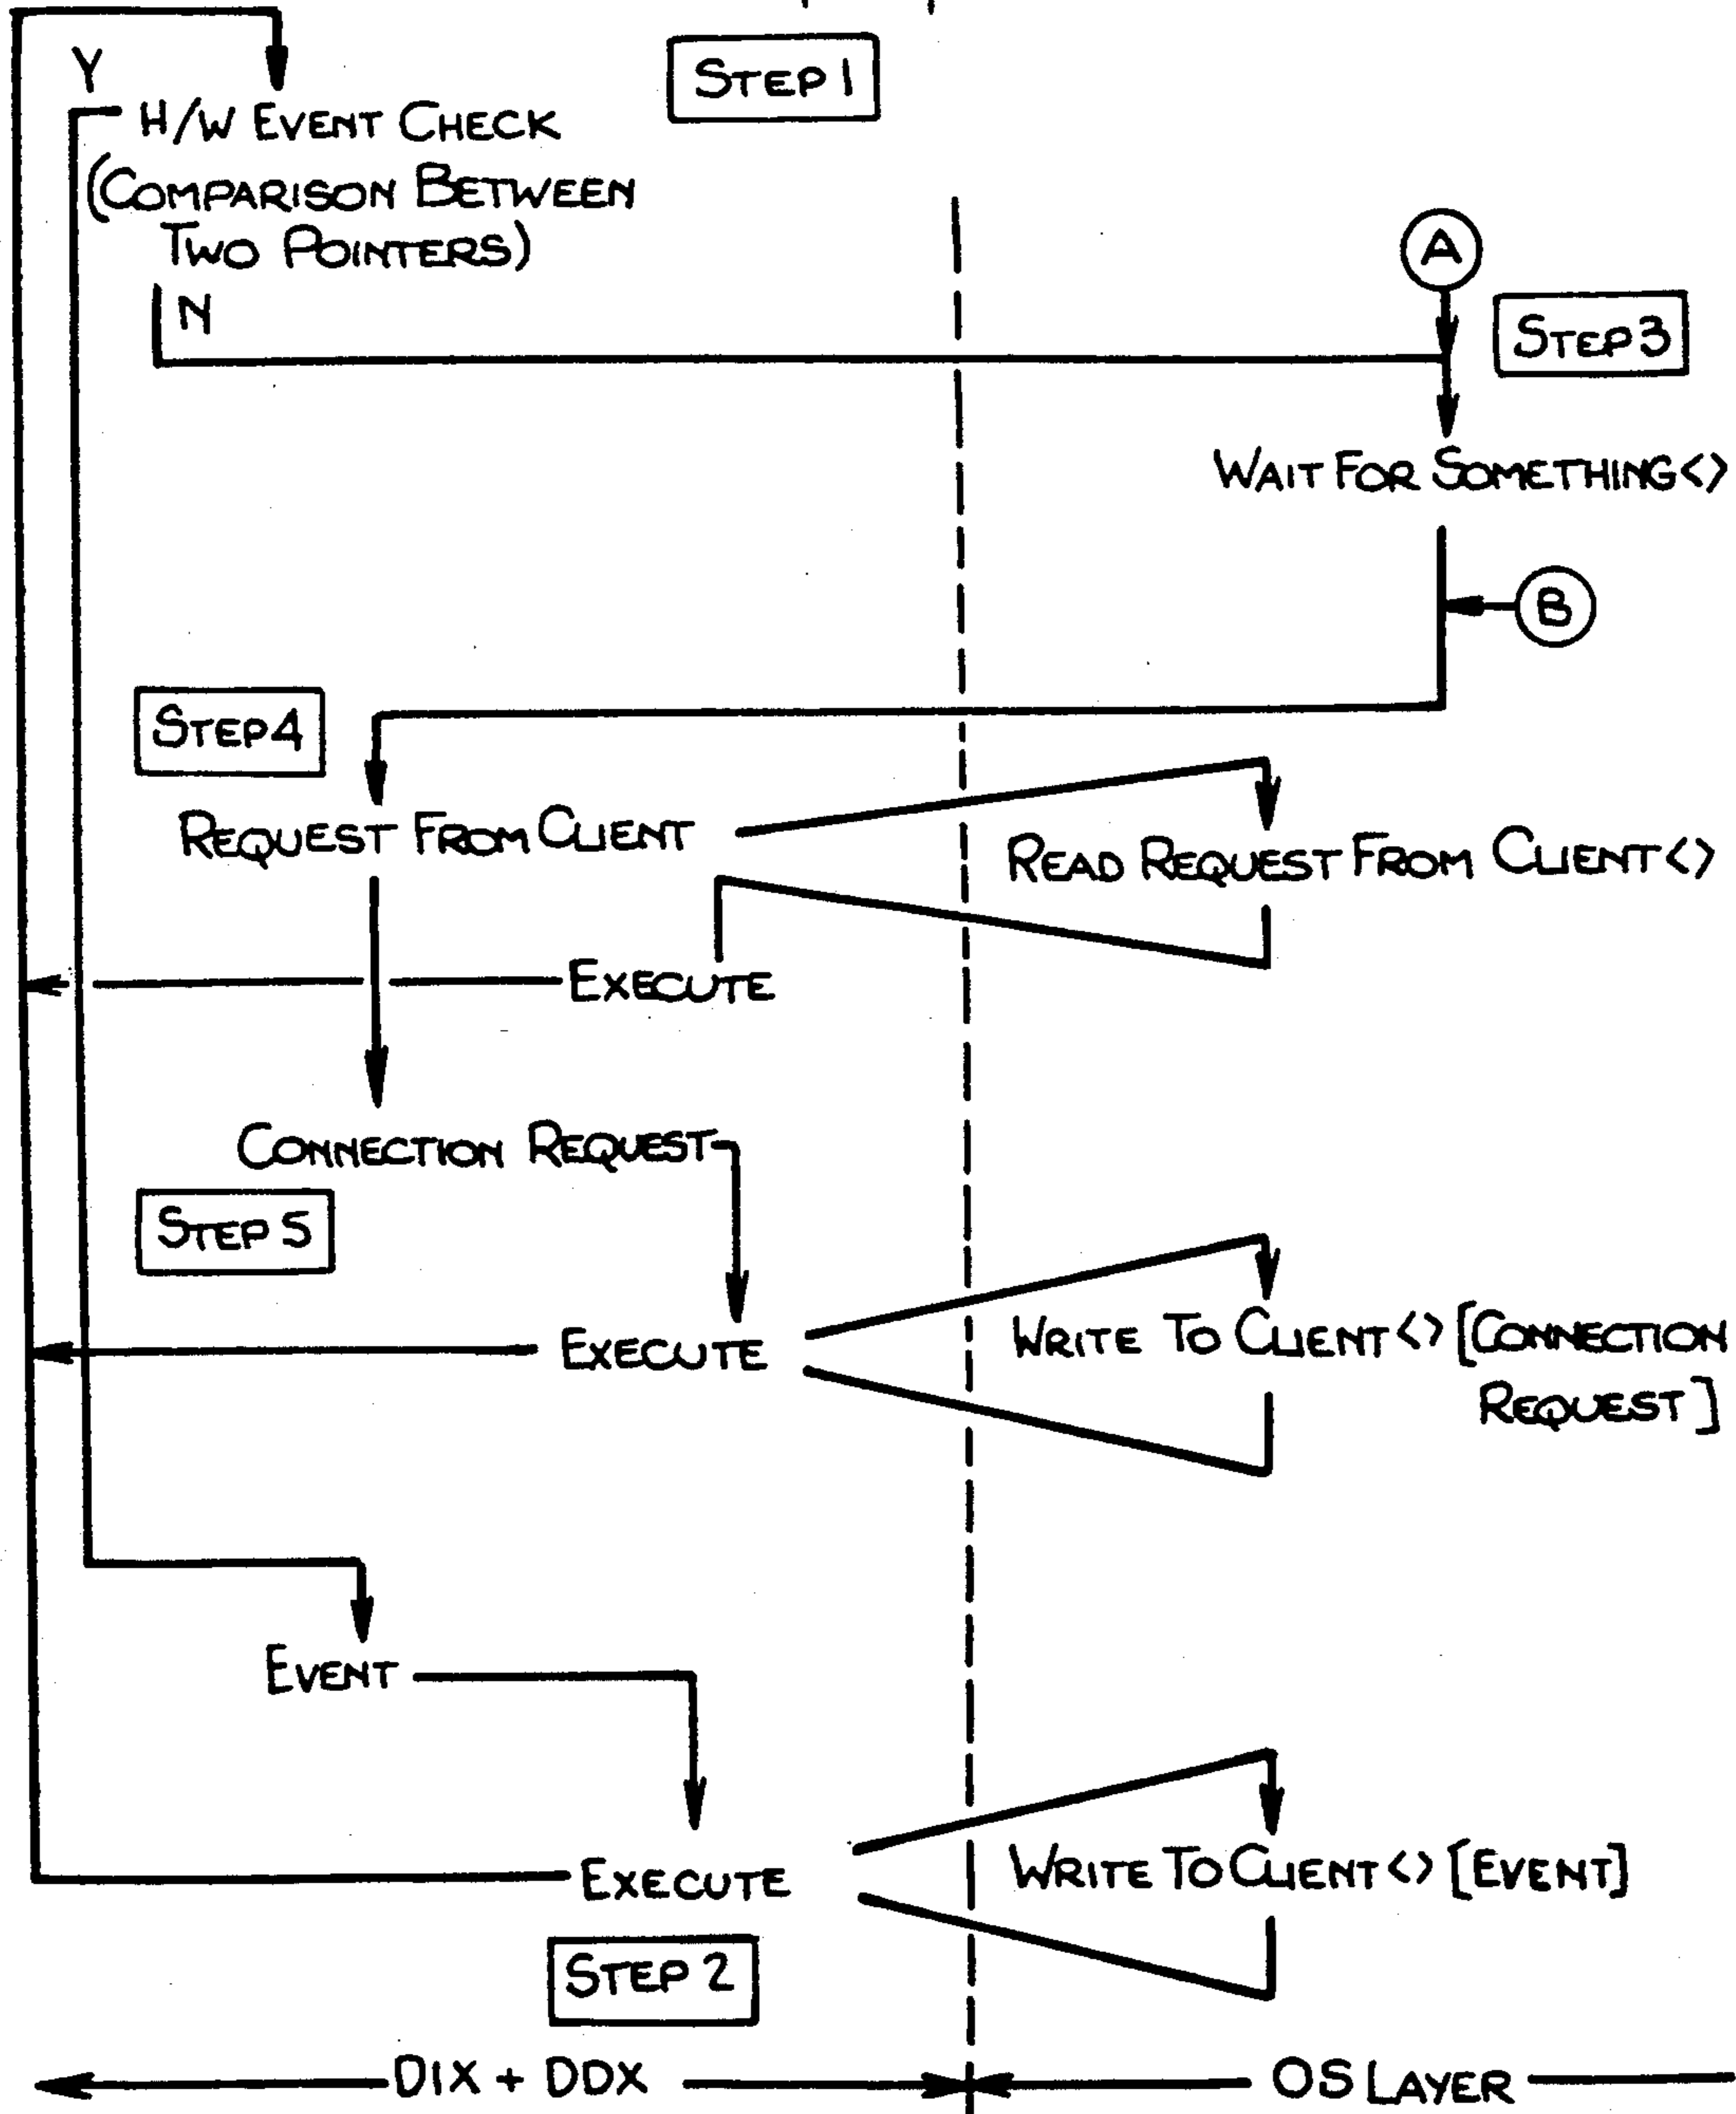 STEP 1
Y
H/W EVENT CHECK
(COMPARISON BETWEEN
TWO POINTERS)
N
A
STEP 3
WAIT FOR SOMETHING<>
B
STEP 4
REQUEST FROM CLIENT
READ REQUEST FROM CLIENT<>
EXECUTE
CONNECTION REQUEST
STEP 5
EXECUTE
WRITE TO CLIENT<> [CONNECTION
REQUEST]
EVENT
EXECUTE
WRITE TO CLIENT<> [EVENT]
STEP 2
DIX + DDX
OS LAYER